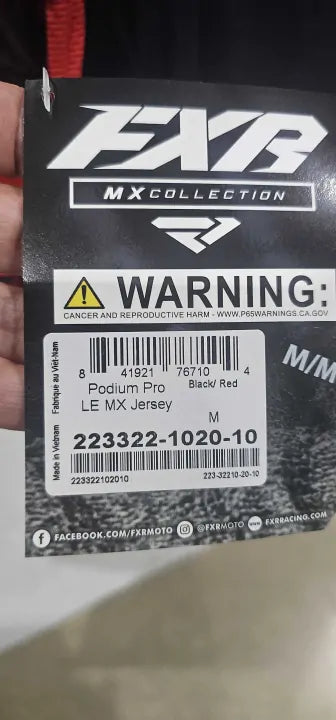 FXR
MX COLLECTION
WARNING:
CANCER AND REPRODUCTIVE HARM - WWW.P65WARNINGS.CA.GOV
Made in Vietnam Fabriqué au Viet-Nam
8 41921 76710 4
Podium Pro Black/ Red
LE MX Jersey
M
223322-1020-10
223322102010 223-32210-20-10
M/M
FACEBOOK.COM/FXRMOTO @FXRMOTO WWW FXRRACING.COM